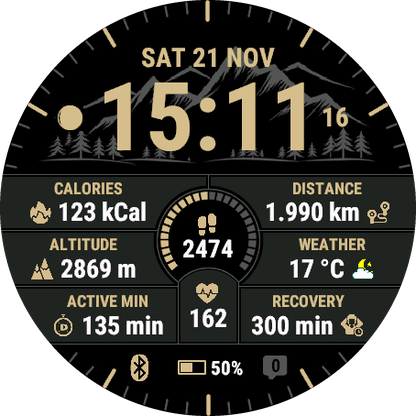 SAT 21 NOV
15:11 16
CALORIES
123 kCal
DISTANCE
1.990 km
ALTITUDE
2869 m
2474
WEATHER
17 °C
ACTIVE MIN
D 135 min
162
RECOVERY
300 min
50%
0